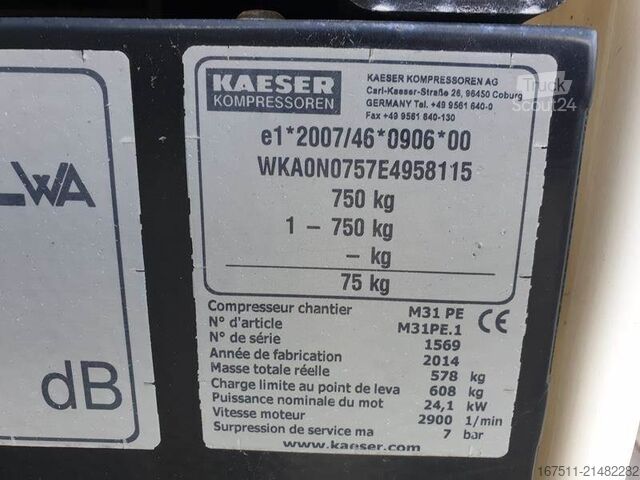 KAESER
KOMPRESSOREN
KAESER KOMPRESSOREN AG
Carl-Kaeser-Straße 26, 96450 Coburg
GERMANY Tel. +49 9561 640-0
Fax +49 9561 640-130
e1*2007/46*0906*00
WKA0N0757E4958115
750 kg
1 – 750 kg
– kg
75 kg
Compresseur chantier M31 PE
N° d'article M31PE.1
N° de série 1569
Année de fabrication 2014
Masse totale réelle 578 kg
Charge limite au point de leva 608 kg
Puissance nominale du mot 24,1 kW
Vitesse moteur 2900 1/min
Surpression de service ma 7 bar
www.kaeser.com
CE
LWA
dB
Truck
Scout24
167511-21482282